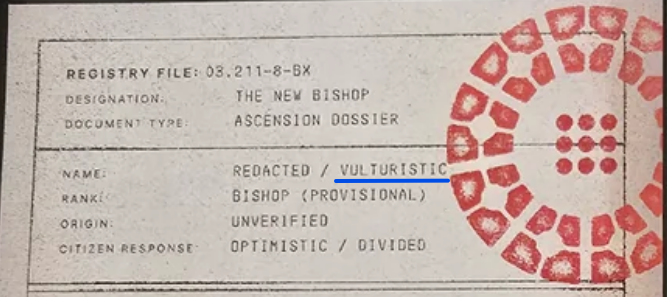 REGISTRY FILE: 03.211-8-BX
DESIGNATION: THE NEW BISHOP
DOCUMENT TYPE: ASCENSION DOSSIER
NAME: REDACTED / VULTURISTIC
RANK: BISHOP (PROVISIONAL)
ORIGIN: UNVERIFIED
CITIZEN RESPONSE: OPTIMISTIC / DIVIDED